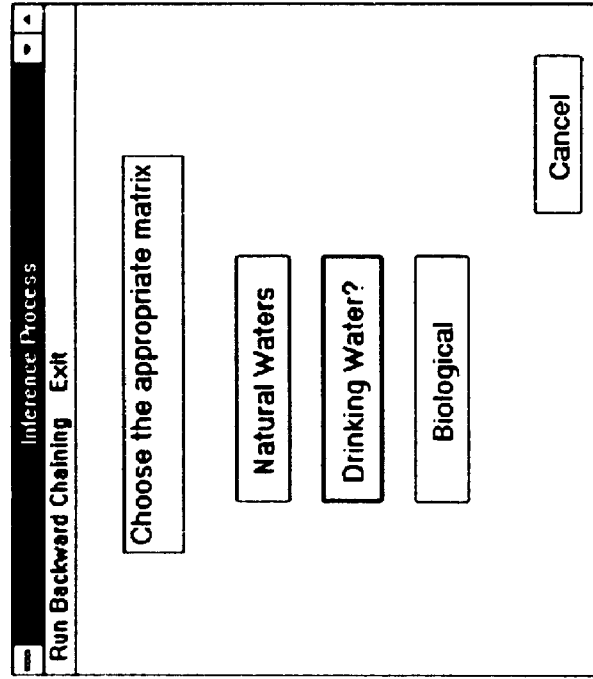 Inference Process
Run Backward Chaining Exit
Choose the appropriate matrix
Natural Waters
Drinking Water?
Biological
Cancel